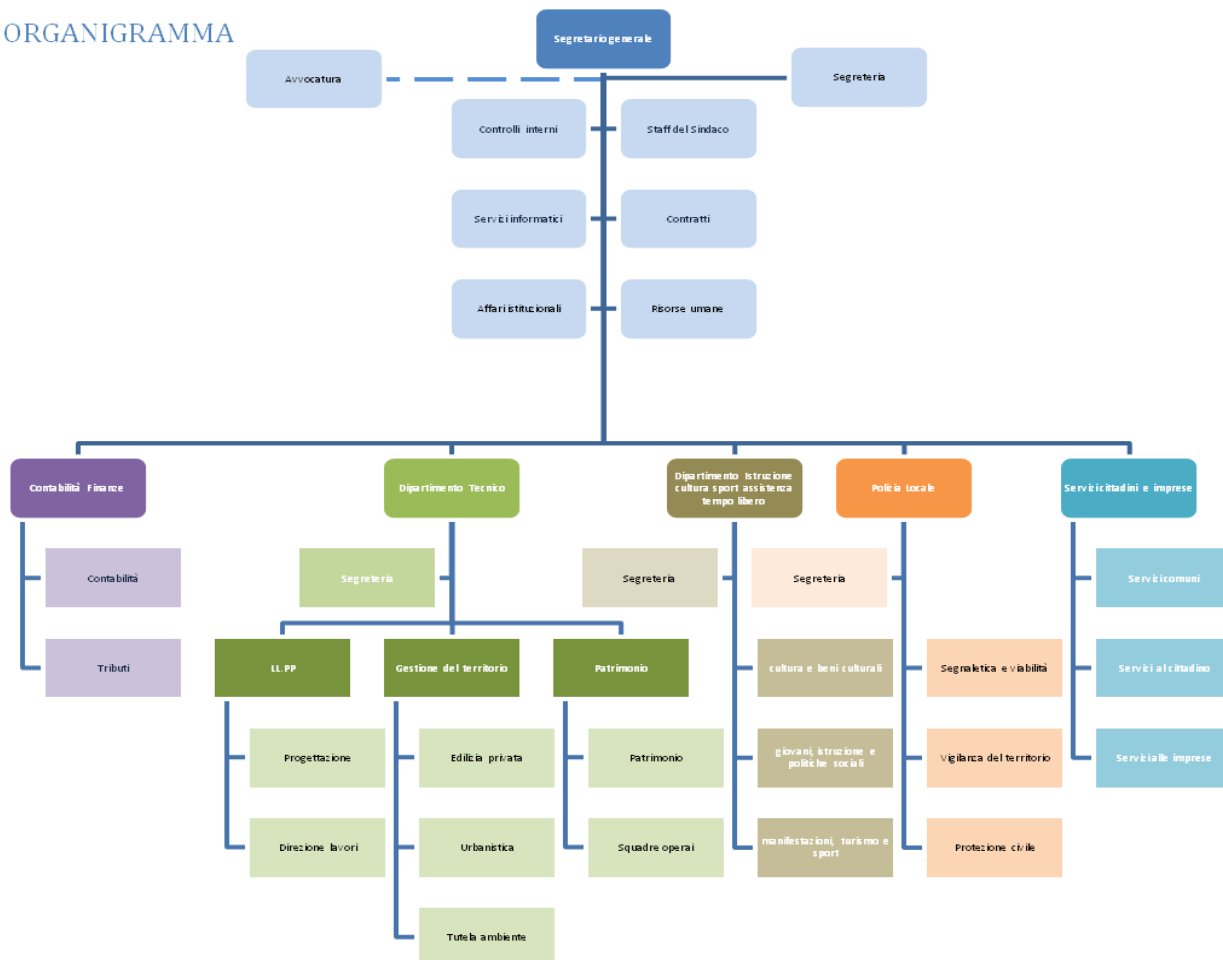 ORGANIGRAMMA
Segretario generale
Avvocatura
Segreteria
Controlli interni
Staff del Sindaco
Servizi informatici
Contratti
Affari istituzionali
Risorse umane
Contabilità Finanze
Dipartimento Tecnico
Dipartimento Istruzione
cultura sport assistenza
tempo libero
Polizia Locale
Servizi cittadini e imprese
Contabilità
Segreteria
Segreteria
Segreteria
Servizi comuni
Tributi
LL.PP
Gestione del territorio
Patrimonio
cultura e beni culturali
Segnaletica e viabilità
Servizi al cittadino
Progettazione
Edilizia privata
Patrimonio
giovani, istruzione e
politiche sociali
Vigilanza del territorio
Servizi alle imprese
Direzione lavori
Urbanistica
Squadre operai
manifestazioni, turismo e
sport
Protezione civile
Tutela ambiente